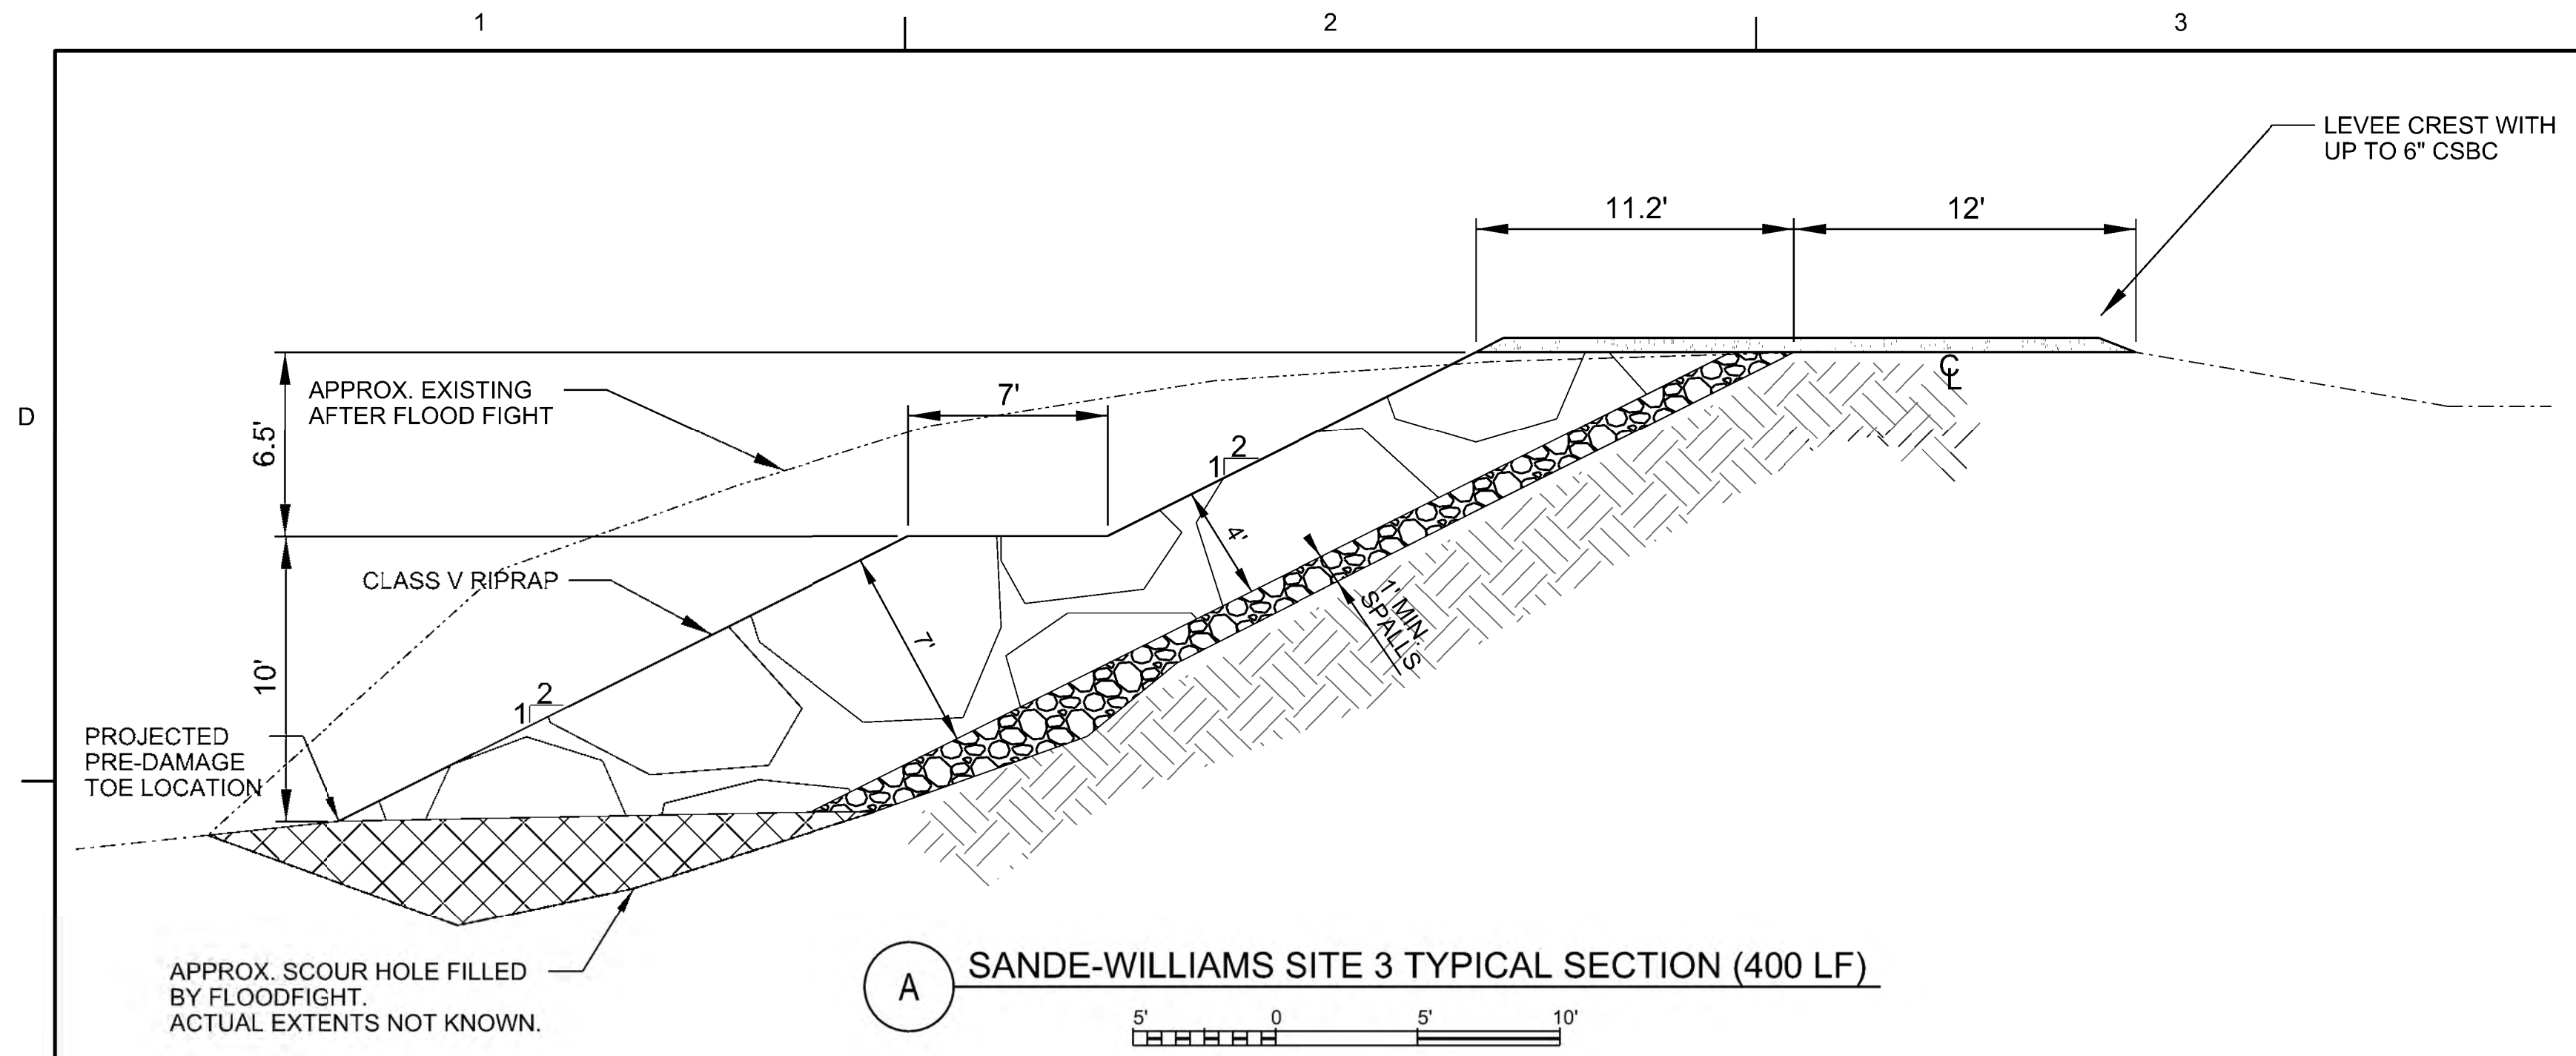 1
2
3
D
LEVEE CREST WITH
UP TO 6" CSBC
11.2'
12'
APPROX. EXISTING
AFTER FLOOD FIGHT
7'
6.5'
2
1
CL
4'
CLASS V RIPRAP
1' MIN.
SPALLS
7'
10'
2
1
PROJECTED
PRE-DAMAGE
TOE LOCATION
APPROX. SCOUR HOLE FILLED
BY FLOODFIGHT.
ACTUAL EXTENTS NOT KNOWN.
A
SANDE-WILLIAMS SITE 3 TYPICAL SECTION (400 LF)
5' 0 5' 10'